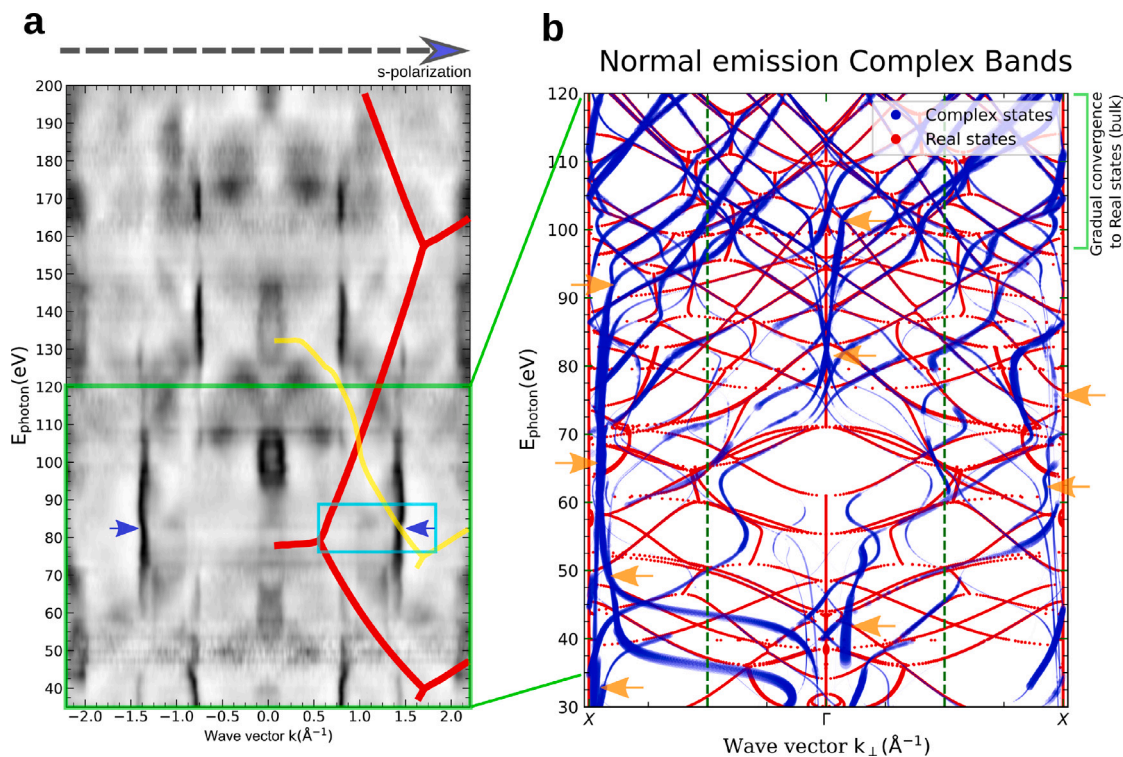 a
s-polarization
200
190
180
170
160
150
140
130
120
110
100
90
80
70
60
50
40
E_photon(eV)
−2.0 −1.5 −1.0 −0.5 0.0 0.5 1.0 1.5 2.0
Wave vector k(Å⁻¹)
b
Normal emission Complex Bands
Complex states
Real states
120
110
100
90
80
70
60
50
40
30
E_photon(eV)
X Γ X
Wave vector k⊥(Å⁻¹)
Gradual convergence
to Real states (bulk)